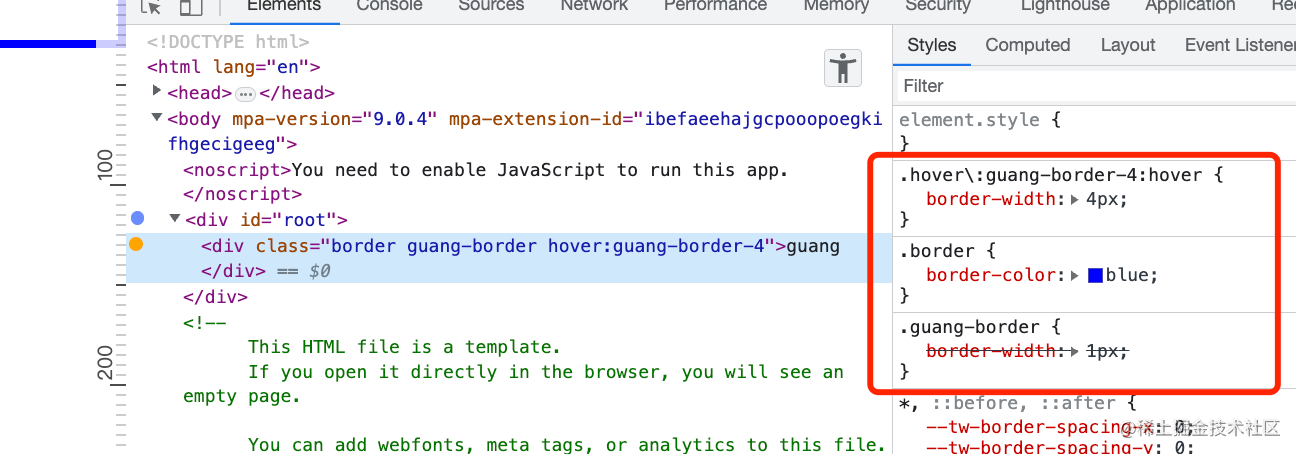 Elements Console Sources Network Performance Memory Security Lighthouse Application Re
Styles Computed Layout Event Listener
Filter
<!DOCTYPE html>
<html lang="en">
<head> ••• </head>
<body mpa-version="9.0.4" mpa-extension-id="ibefaeehajgcpooopoegki
fhgecigeeg">
<noscript>You need to enable JavaScript to run this app.
</noscript>
<div id="root">
<div class="border guang-border hover:guang-border-4">guang
</div> == $0
</div>
<!--
This HTML file is a template.
If you open it directly in the browser, you will see an
empty page.
You can add webfonts, meta tags, or analytics to this file.
100
200
element.style {
}
.hover\:guang-border-4:hover {
border-width: 4px;
}
.border {
border-color: blue;
}
.guang-border {
border-width: 1px;
}
*, ::before, ::after {
--tw-border-spacing-x: 0;
--tw-border-spacing-y: 0;
@稀土掘金技术社区